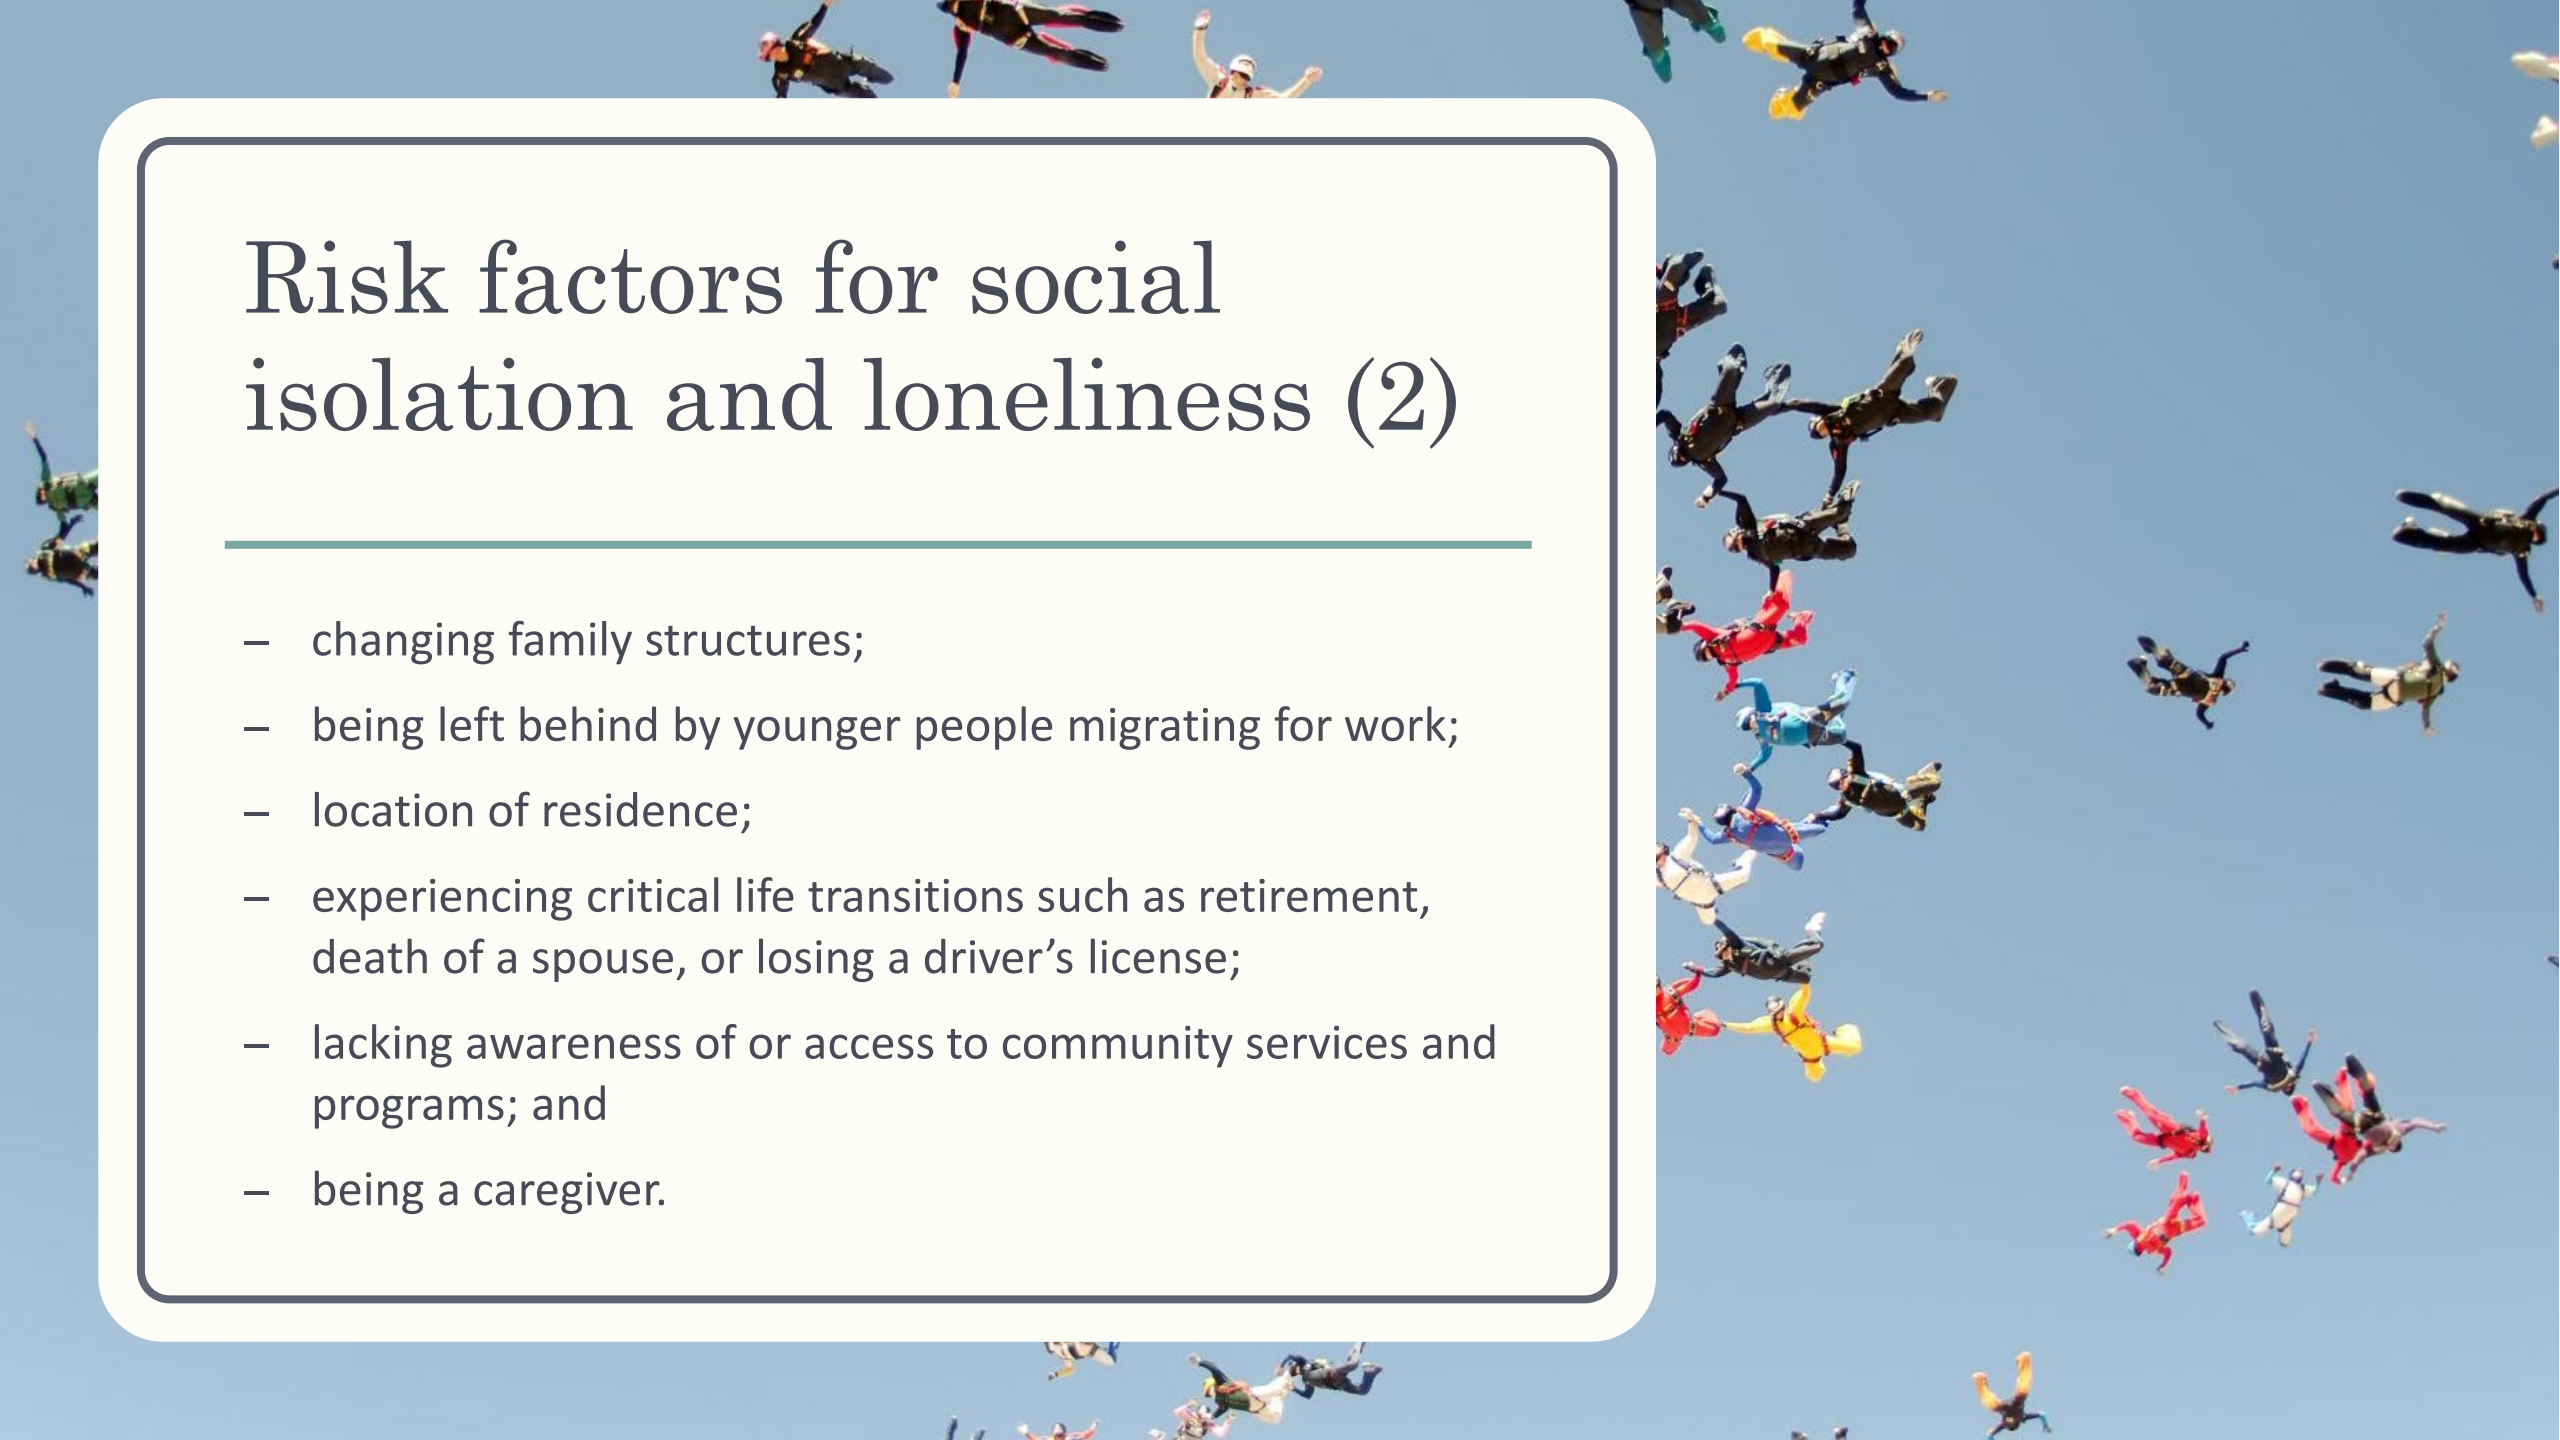 Risk factors for social
isolation and loneliness (2)
– changing family structures;
– being left behind by younger people migrating for work;
– location of residence;
– experiencing critical life transitions such as retirement,
death of a spouse, or losing a driver’s license;
– lacking awareness of or access to community services and
programs; and
– being a caregiver.